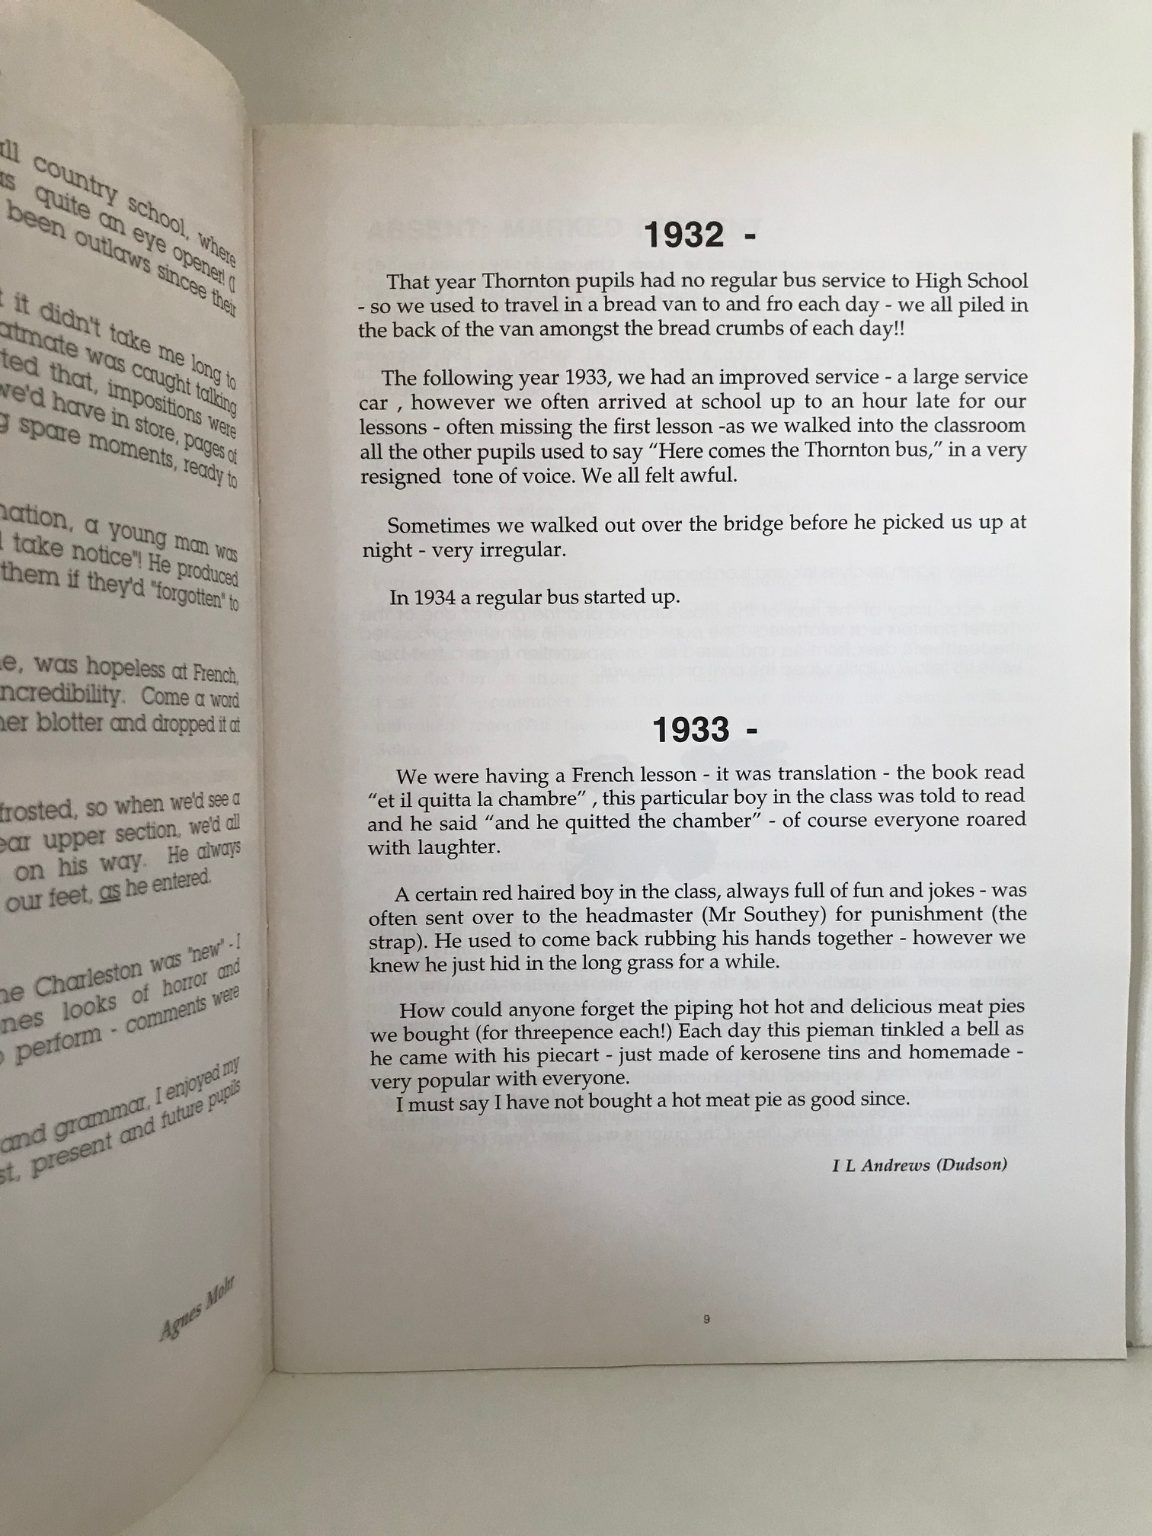 ll country school, where
quite an eye opener! (I
been outlaws sincee their
it didn't take me long to
atmate was caught talking
ted that, impositions were
we'd have in store, pages of
g spare moments, ready to
nation, a young man was
take notice"! He produced
them if they'd "forgotten" to
e, was hopeless at French,
ncredibility. Come a word
her blotter and dropped it at
frosted, so when we'd see a
ear upper section, we'd all
on his way. He always
our feet, as he entered.
he Charleston was "new" - I
nes looks of horror and
perform - comments were
and grammar, I enjoyed my
st, present and future pupils
Agnes Mohr
1932 -
That year Thornton pupils had no regular bus service to High School
- so we used to travel in a bread van to and fro each day - we all piled in
the back of the van amongst the bread crumbs of each day!!
The following year 1933, we had an improved service - a large service
car , however we often arrived at school up to an hour late for our
lessons - often missing the first lesson -as we walked into the classroom
all the other pupils used to say “Here comes the Thornton bus,” in a very
resigned tone of voice. We all felt awful.
Sometimes we walked out over the bridge before he picked us up at
night - very irregular.
In 1934 a regular bus started up.
1933 -
We were having a French lesson - it was translation - the book read
“et il quitta la chambre” , this particular boy in the class was told to read
and he said “and he quitted the chamber” - of course everyone roared
with laughter.
A certain red haired boy in the class, always full of fun and jokes - was
often sent over to the headmaster (Mr Southey) for punishment (the
strap). He used to come back rubbing his hands together - however we
knew he just hid in the long grass for a while.
How could anyone forget the piping hot hot and delicious meat pies
we bought (for threepence each!) Each day this pieman tinkled a bell as
he came with his piecart - just made of kerosene tins and homemade -
very popular with everyone.
I must say I have not bought a hot meat pie as good since.
I L Andrews (Dudson)
9